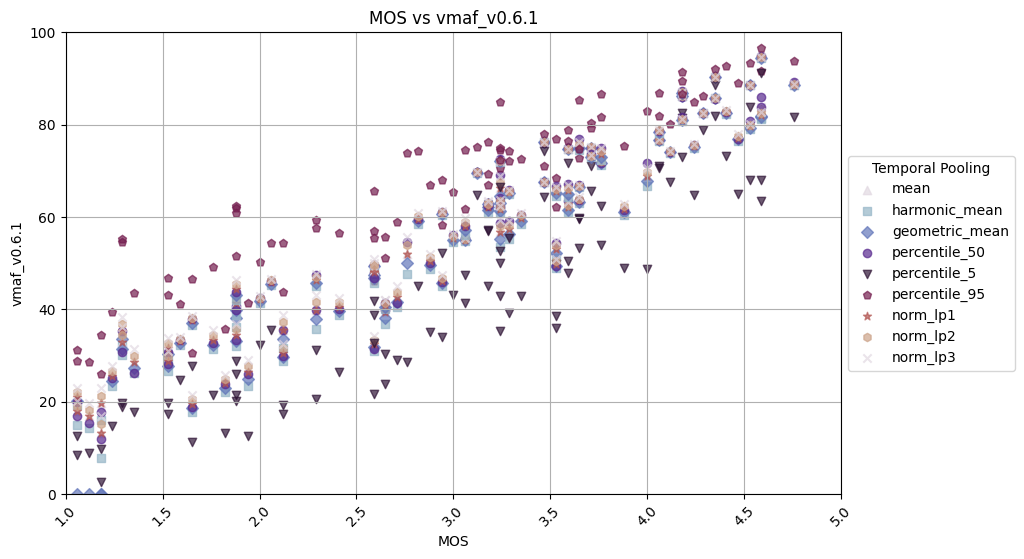 MOS vs vmaf_v0.6.1
100
80
60
40
20
0
vmaf_v0.6.1
1.0
1.5
2.0
2.5
3.0
3.5
4.0
4.5
5.0
MOS
Temporal Pooling
mean
harmonic_mean
geometric_mean
percentile_50
percentile_5
percentile_95
norm_lp1
norm_lp2
norm_lp3